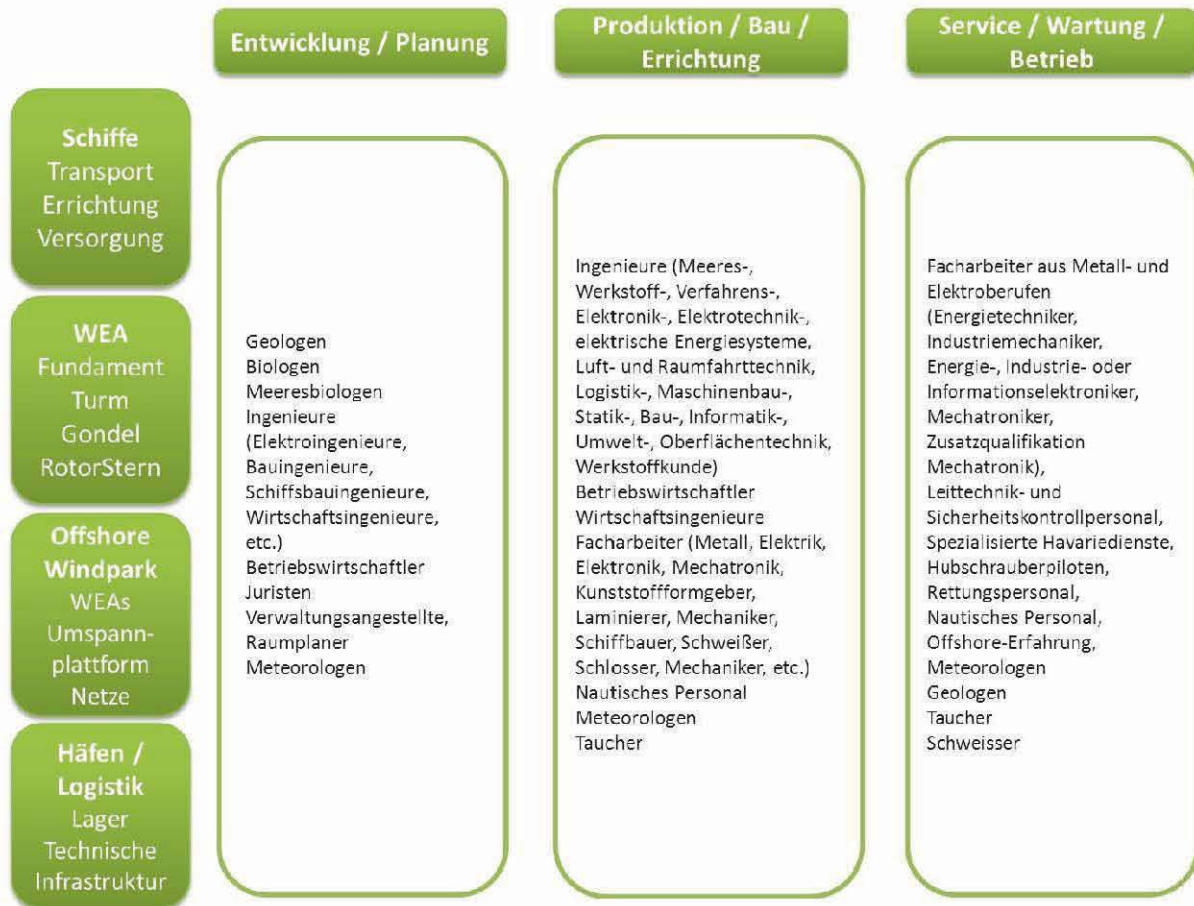 Entwicklung / Planung
Produktion / Bau /
Errichtung
Service / Wartung /
Betrieb
Schiffe
Transport
Errichtung
Versorgung
WEA
Fundament
Turm
Gondel
RotorStern
Offshore
Windpark
WEAs
Umspann-
plattform
Netze
Häfen /
Logistik
Lager
Technische
Infrastruktur
Geologen
Biologen
Meeresbiologen
Ingenieure
(Elektroingenieure,
Bauingenieure,
Schiffsbauingenieure,
Wirtschaftsingenieure,
etc.)
Betriebswirtschaftler
Juristen
Verwaltungsangestellte,
Raumplaner
Meteorologen
Ingenieure (Meeres-,
Werkstoff-, Verfahrens-,
Elektronik-, Elektrotechnik-,
elektrische Energiesysteme,
Luft- und Raumfahrttechnik,
Logistik-, Maschinenbau-,
Statik-, Bau-, Informatik-,
Umwelt-, Oberflächentechnik,
Werkstoffkunde)
Betriebswirtschaftler
Wirtschaftsingenieure
Facharbeiter (Metall, Elektrik,
Elektronik, Mechatronik,
Kunststoffformgeber,
Laminierer, Mechaniker,
Schiffbauer, Schweißer,
Schlosser, Mechaniker, etc.)
Nautisches Personal
Meteorologen
Taucher
Facharbeiter aus Metall- und
Elektroberufen
(Energietechniker,
Industriemechaniker,
Energie-, Industrie- oder
Informationselektroniker,
Mechatroniker,
Zusatzqualifikation
Mechatronik),
Leittechnik- und
Sicherheitskontrollpersonal,
Spezialisierte Havariedienste,
Hubschrauberpiloten,
Rettungspersonal,
Nautisches Personal,
Offshore-Erfahrung,
Meteorologen
Geologen
Taucher
Schweisser